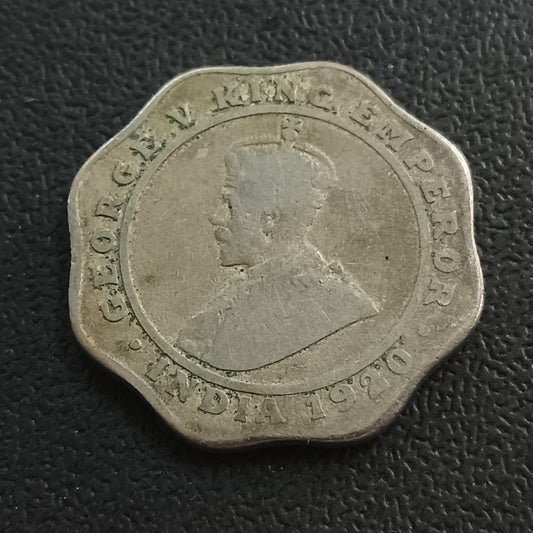 GEORGE V KING EMPEROR
INDIA 1920